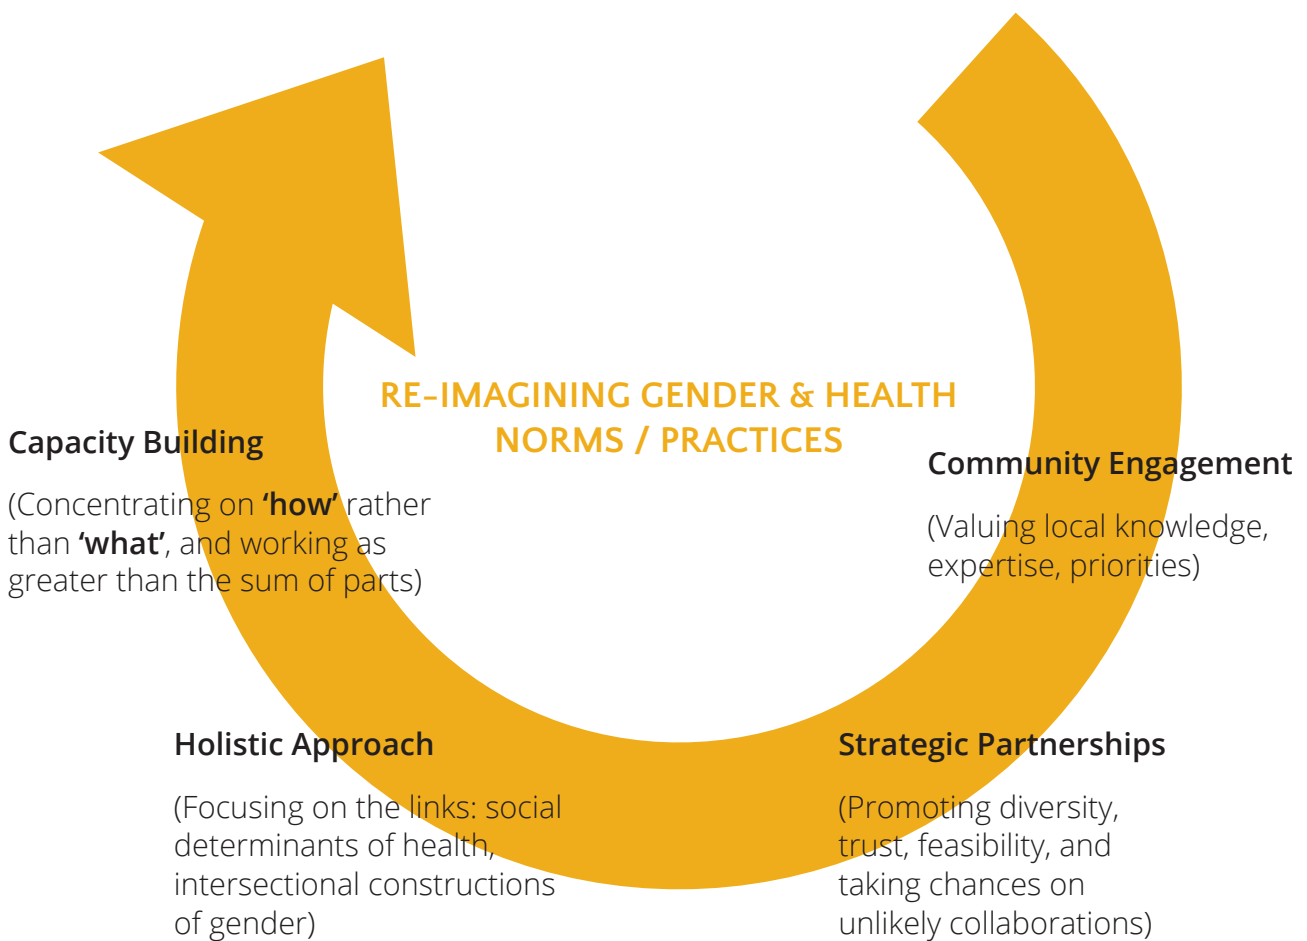 RE-IMAGINING GENDER & HEALTH
NORMS / PRACTICES
Capacity Building
(Concentrating on ‘how’ rather
than ‘what’, and working as
greater than the sum of parts)
Community Engagement
(Valuing local knowledge,
expertise, priorities)
Holistic Approach
(Focusing on the links: social
determinants of health,
intersectional constructions
of gender)
Strategic Partnerships
(Promoting diversity,
trust, feasibility, and
taking chances on
unlikely collaborations)